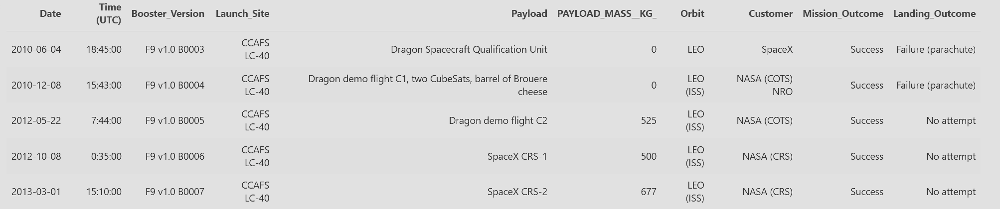 Date Time (UTC) Booster_Version Launch_Site Payload PAYLOAD_MASS__KG_ Orbit Customer Mission_Outcome Landing_Outcome
2010-06-04 18:45:00 F9 v1.0 B0003 CCAFS LC-40 Dragon Spacecraft Qualification Unit 0 LEO SpaceX Success Failure (parachute)
2010-12-08 15:43:00 F9 v1.0 B0004 CCAFS LC-40 Dragon demo flight C1, two CubeSats, barrel of Brouere cheese 0 LEO (ISS) NASA (COTS) NRO Success Failure (parachute)
2012-05-22 7:44:00 F9 v1.0 B0005 CCAFS LC-40 Dragon demo flight C2 525 LEO (ISS) NASA (COTS) Success No attempt
2012-10-08 0:35:00 F9 v1.0 B0006 CCAFS LC-40 SpaceX CRS-1 500 LEO (ISS) NASA (CRS) Success No attempt
2013-03-01 15:10:00 F9 v1.0 B0007 CCAFS LC-40 SpaceX CRS-2 677 LEO (ISS) NASA (CRS) Success No attempt